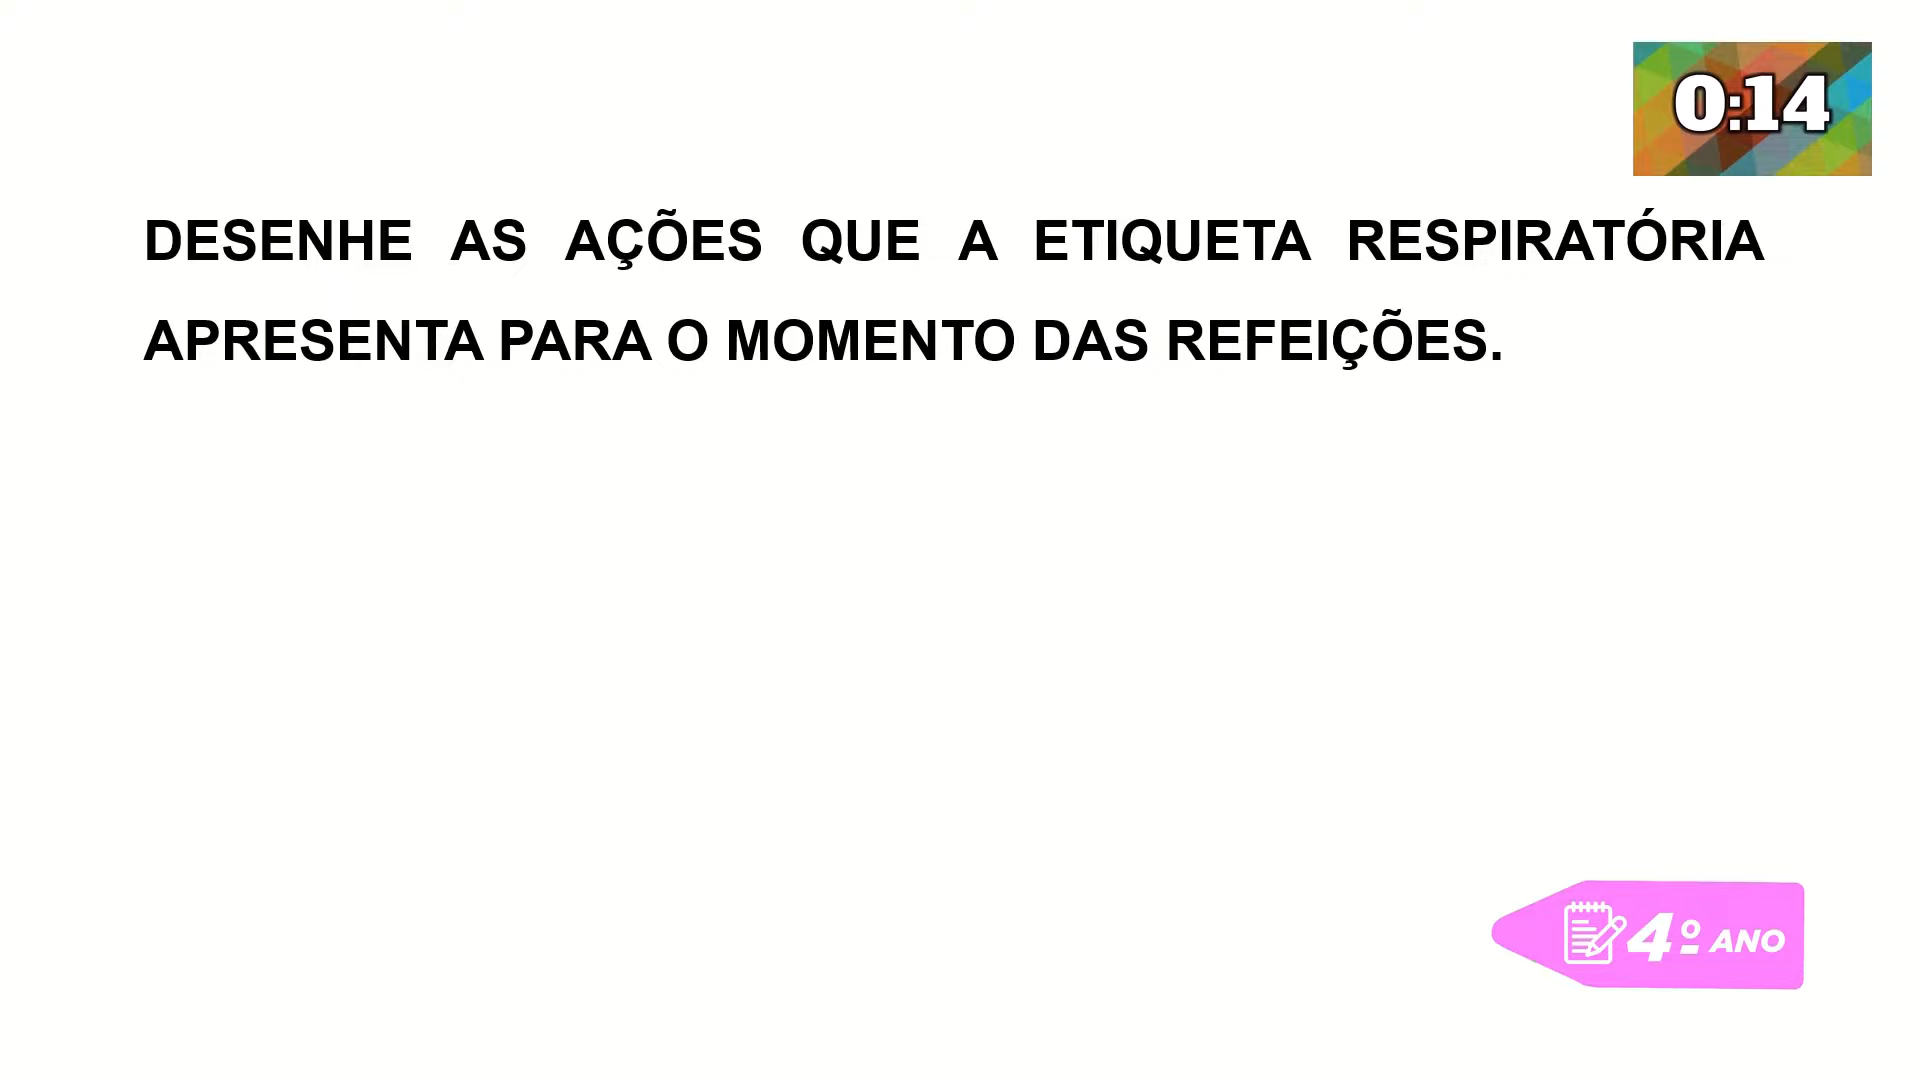 0:14
DESENHE AS AÇÕES QUE A ETIQUETA RESPIRATÓRIA
APRESENTA PARA O MOMENTO DAS REFEIÇÕES.
4º ANO